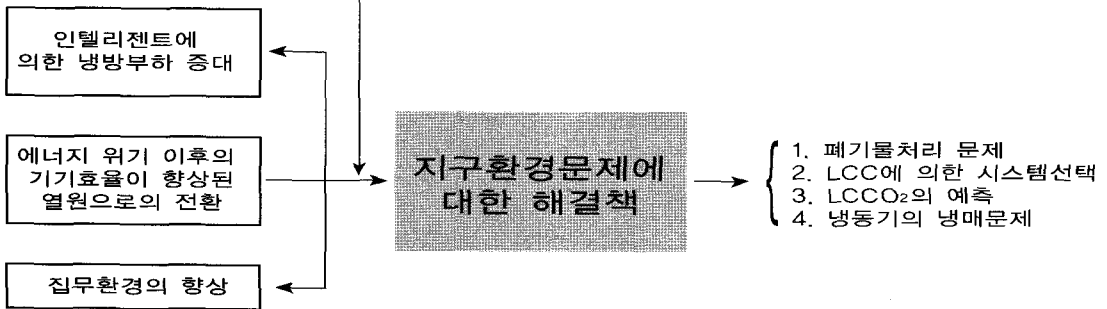 인텔리젠트에
의한 냉방부하 증대
에너지 위기 이후의
기기효율이 향상된
열원으로의 전환
집무환경의 향상
지구환경문제에
대한 해결책
1. 폐기물처리 문제
2. LCC에 의한 시스템선택
3. LCCO₂의 예측
4. 냉동기의 냉매문제